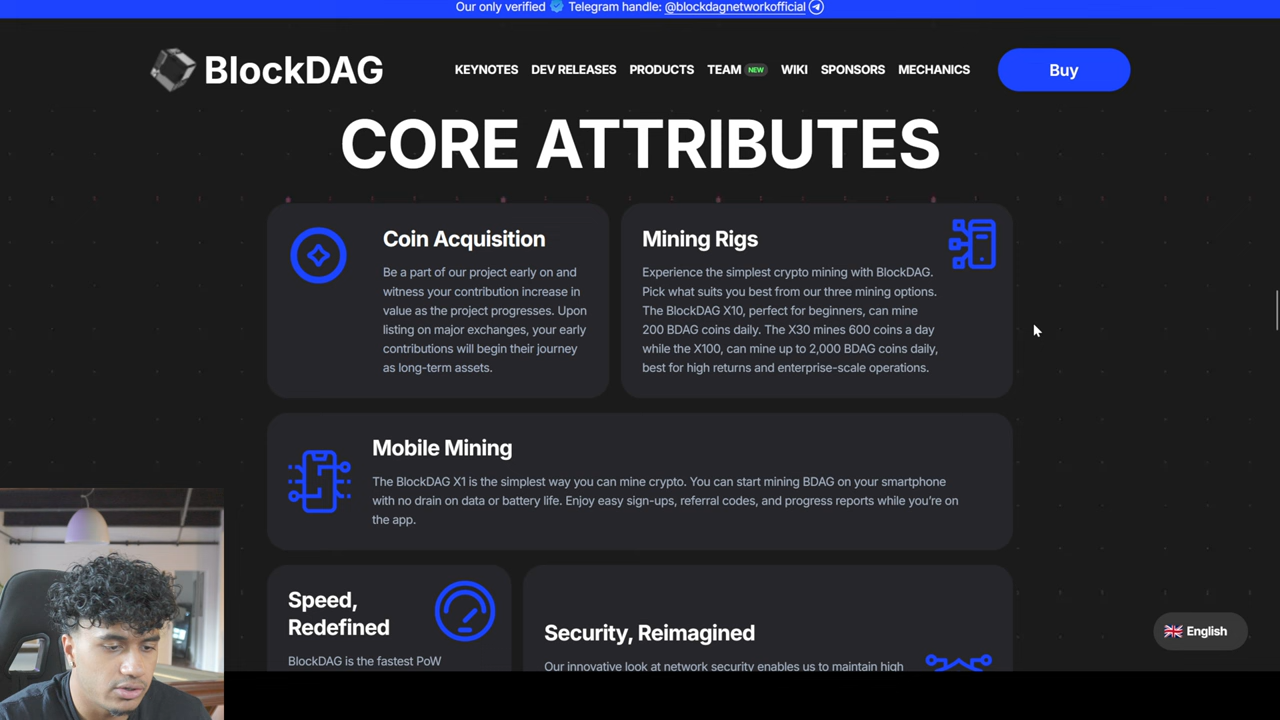 Our only verified Telegram handle: @blockdagnetworkofficial
BlockDAG
KEYNOTES DEV RELEASES PRODUCTS TEAM NEW WIKI SPONSORS MECHANICS Buy
CORE ATTRIBUTES
Coin Acquisition
Be a part of our project early on and
witness your contribution increase in
value as the project progresses. Upon
listing on major exchanges, your early
contributions will begin their journey
as long-term assets.
Mining Rigs
Experience the simplest crypto mining with BlockDAG.
Pick what suits you best from our three mining options.
The BlockDAG X10, perfect for beginners, can mine
200 BDAG coins daily. The X30 mines 600 coins a day
while the X100, can mine up to 2,000 BDAG coins daily,
best for high returns and enterprise-scale operations.
Mobile Mining
The BlockDAG X1 is the simplest way you can mine crypto. You can start mining BDAG on your smartphone
with no drain on data or battery life. Enjoy easy sign-ups, referral codes, and progress reports while you're on
the app.
Speed,
Redefined
BlockDAG is the fastest PoW
Security, Reimagined
Our innovative look at network security enables us to maintain high
English